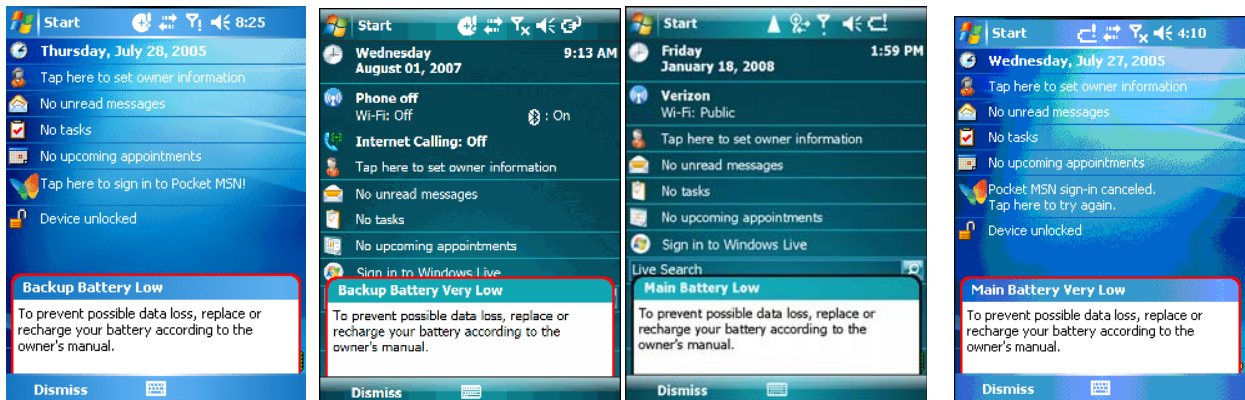 Start 8:25
Thursday, July 28, 2005
Tap here to set owner information
No unread messages
No tasks
No upcoming appointments
Tap here to sign in to Pocket MSN!
Device unlocked
Backup Battery Low
To prevent possible data loss, replace or
recharge your battery according to the
owner's manual.
Dismiss
Start
Wednesday 9:13 AM
August 01, 2007
Phone off
Wi-Fi: Off : On
Internet Calling: Off
Tap here to set owner information
No unread messages
No tasks
No upcoming appointments
Sign in to Windows Live
Backup Battery Very Low
To prevent possible data loss, replace or
recharge your battery according to the
owner's manual.
Dismiss
Start
Friday 1:59 PM
January 18, 2008
Verizon
Wi-Fi: Public
Tap here to set owner information
No unread messages
No tasks
No upcoming appointments
Sign in to Windows Live
Live Search
Main Battery Low
To prevent possible data loss, replace or
recharge your battery according to the
owner's manual.
Dismiss
Start 4:10
Wednesday, July 27, 2005
Tap here to set owner information
No unread messages
No tasks
No upcoming appointments
Pocket MSN sign-in canceled.
Tap here to try again.
Device unlocked
Main Battery Very Low
To prevent possible data loss, replace or
recharge your battery according to the
owner's manual.
Dismiss